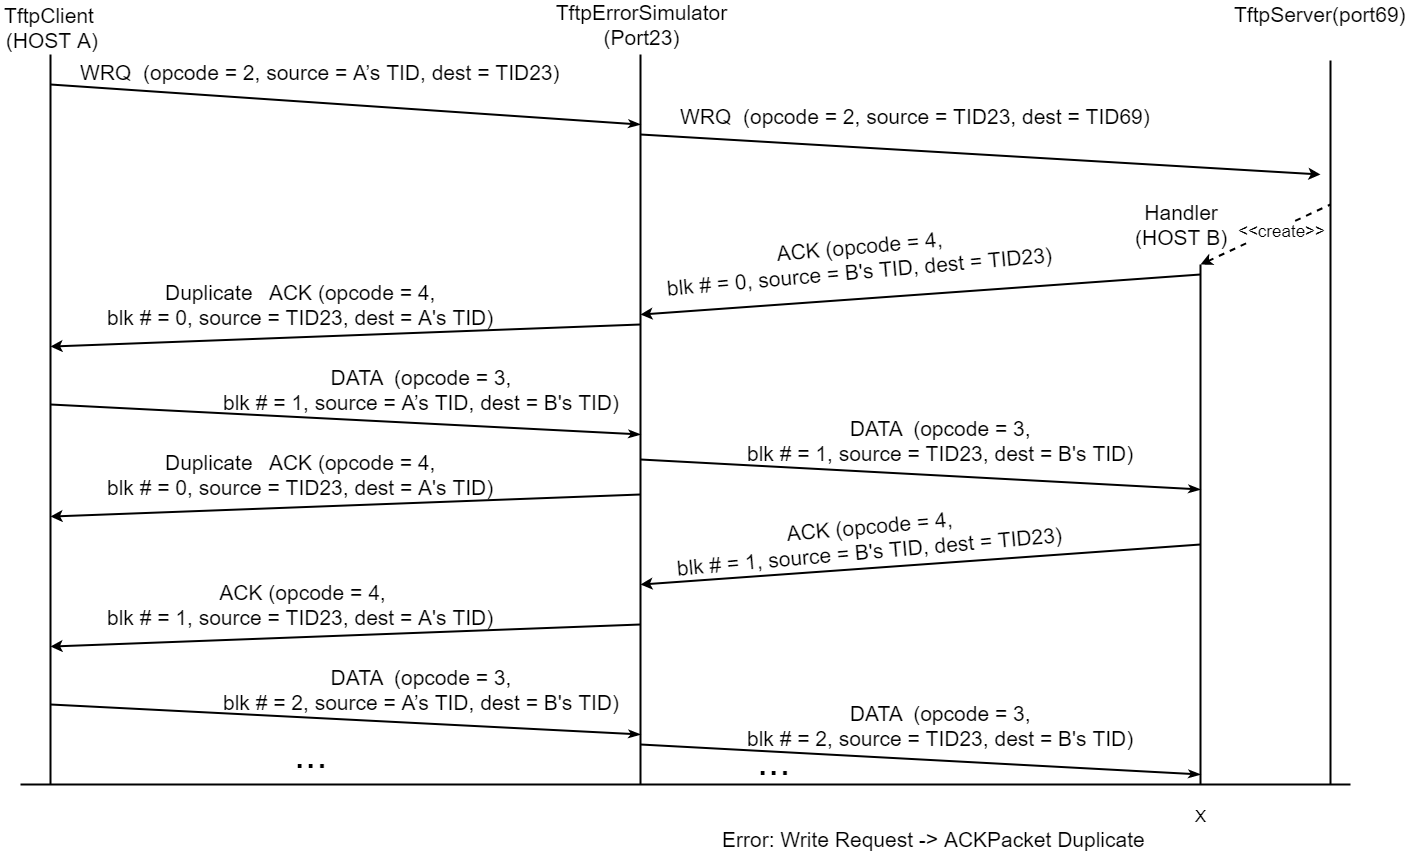 TftpClient
(HOST A)
TftpErrorSimulator
(Port23)
TftpServer(port69)
WRQ (opcode = 2, source = A’s TID, dest = TID23)
WRQ (opcode = 2, source = TID23, dest = TID69)
Handler
(HOST B)
<<create>>
ACK (opcode = 4,
blk # = 0, source = B's TID, dest = TID23)
Duplicate ACK (opcode = 4,
blk # = 0, source = TID23, dest = A's TID)
DATA (opcode = 3,
blk # = 1, source = A’s TID, dest = B's TID)
DATA (opcode = 3,
blk # = 1, source = TID23, dest = B's TID)
Duplicate ACK (opcode = 4,
blk # = 0, source = TID23, dest = A's TID)
ACK (opcode = 4,
blk # = 1, source = B's TID, dest = TID23)
ACK (opcode = 4,
blk # = 1, source = TID23, dest = A's TID)
DATA (opcode = 3,
blk # = 2, source = A’s TID, dest = B's TID)
DATA (opcode = 3,
blk # = 2, source = TID23, dest = B's TID)
...
...
X
Error: Write Request -> ACKPacket Duplicate